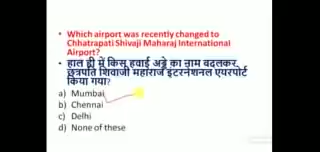 • Which airport was recently changed to
Chhatrapati Shivaji Maharaj International
Airport?
• हाल ही में किस हवाई अड्डे का नाम बदलकर
छत्रपति शिवाजी महाराज इंटरनेशनल एयरपोर्ट
किया गया?
a) Mumbai
b) Chennai
c) Delhi
d) None of these